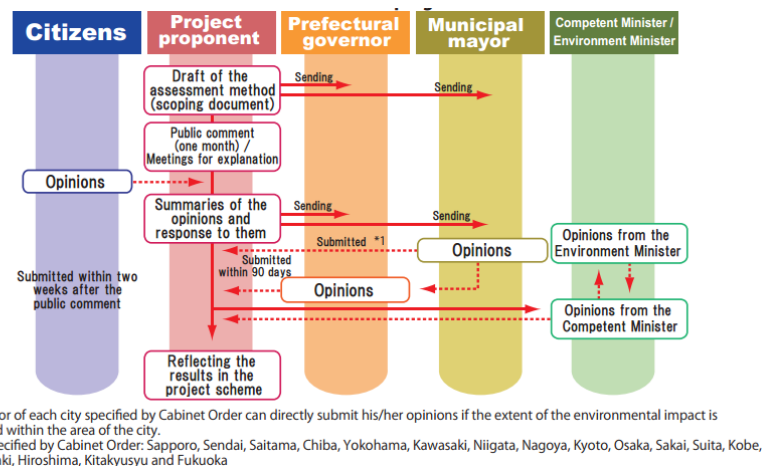 Citizens
Project
proponent
Prefectural
governor
Municipal
mayor
Competent Minister /
Environment Minister
Draft of the
assessment method
(scoping document)
Sending
Sending
Public comment
(one month) /
Meetings for explanation
Opinions
Summaries of the
opinions and
response to them
Sending
Sending
Submitted *1
Opinions
Opinions from the
Environment Minister
Submitted
within 90 days
Submitted within two
weeks after the
public comment
Opinions
Opinions from the
Competent Minister
Reflecting the
results in the
project scheme
or of each city specified by Cabinet Order can directly submit his/her opinions if the extent of the environmental impact is
d within the area of the city.
ecified by Cabinet Order: Sapporo, Sendai, Saitama, Chiba, Yokohama, Kawasaki, Niigata, Nagoya, Kyoto, Osaka, Sakai, Suita, Kobe,
ki, Hiroshima, Kitakyusyu and Fukuoka